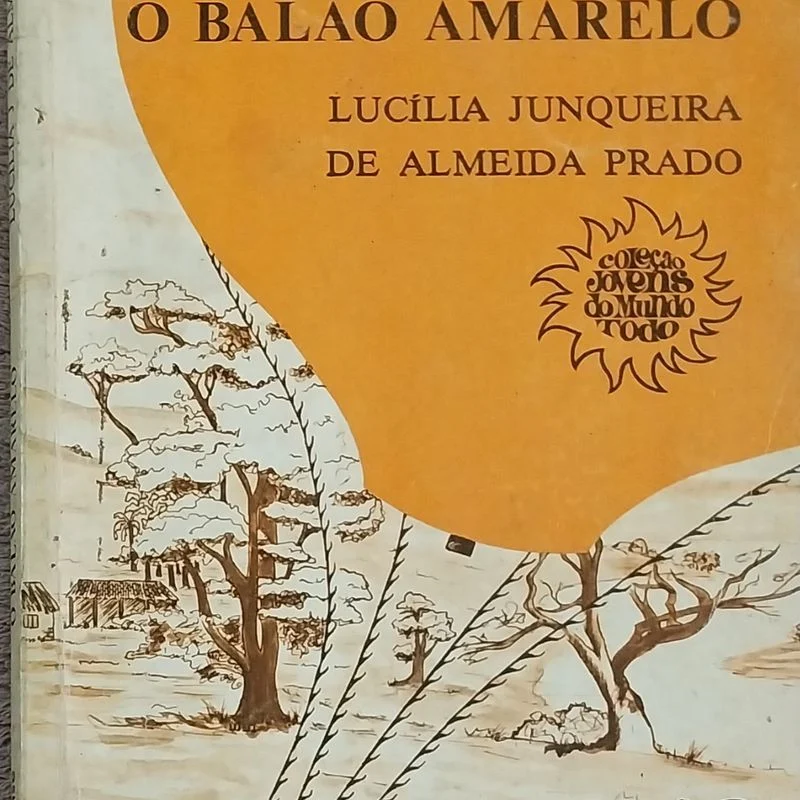 O BALÃO AMARELO
LUCÍLIA JUNQUEIRA
DE ALMEIDA PRADO
coleção
Jovens
do Mundo
Todo